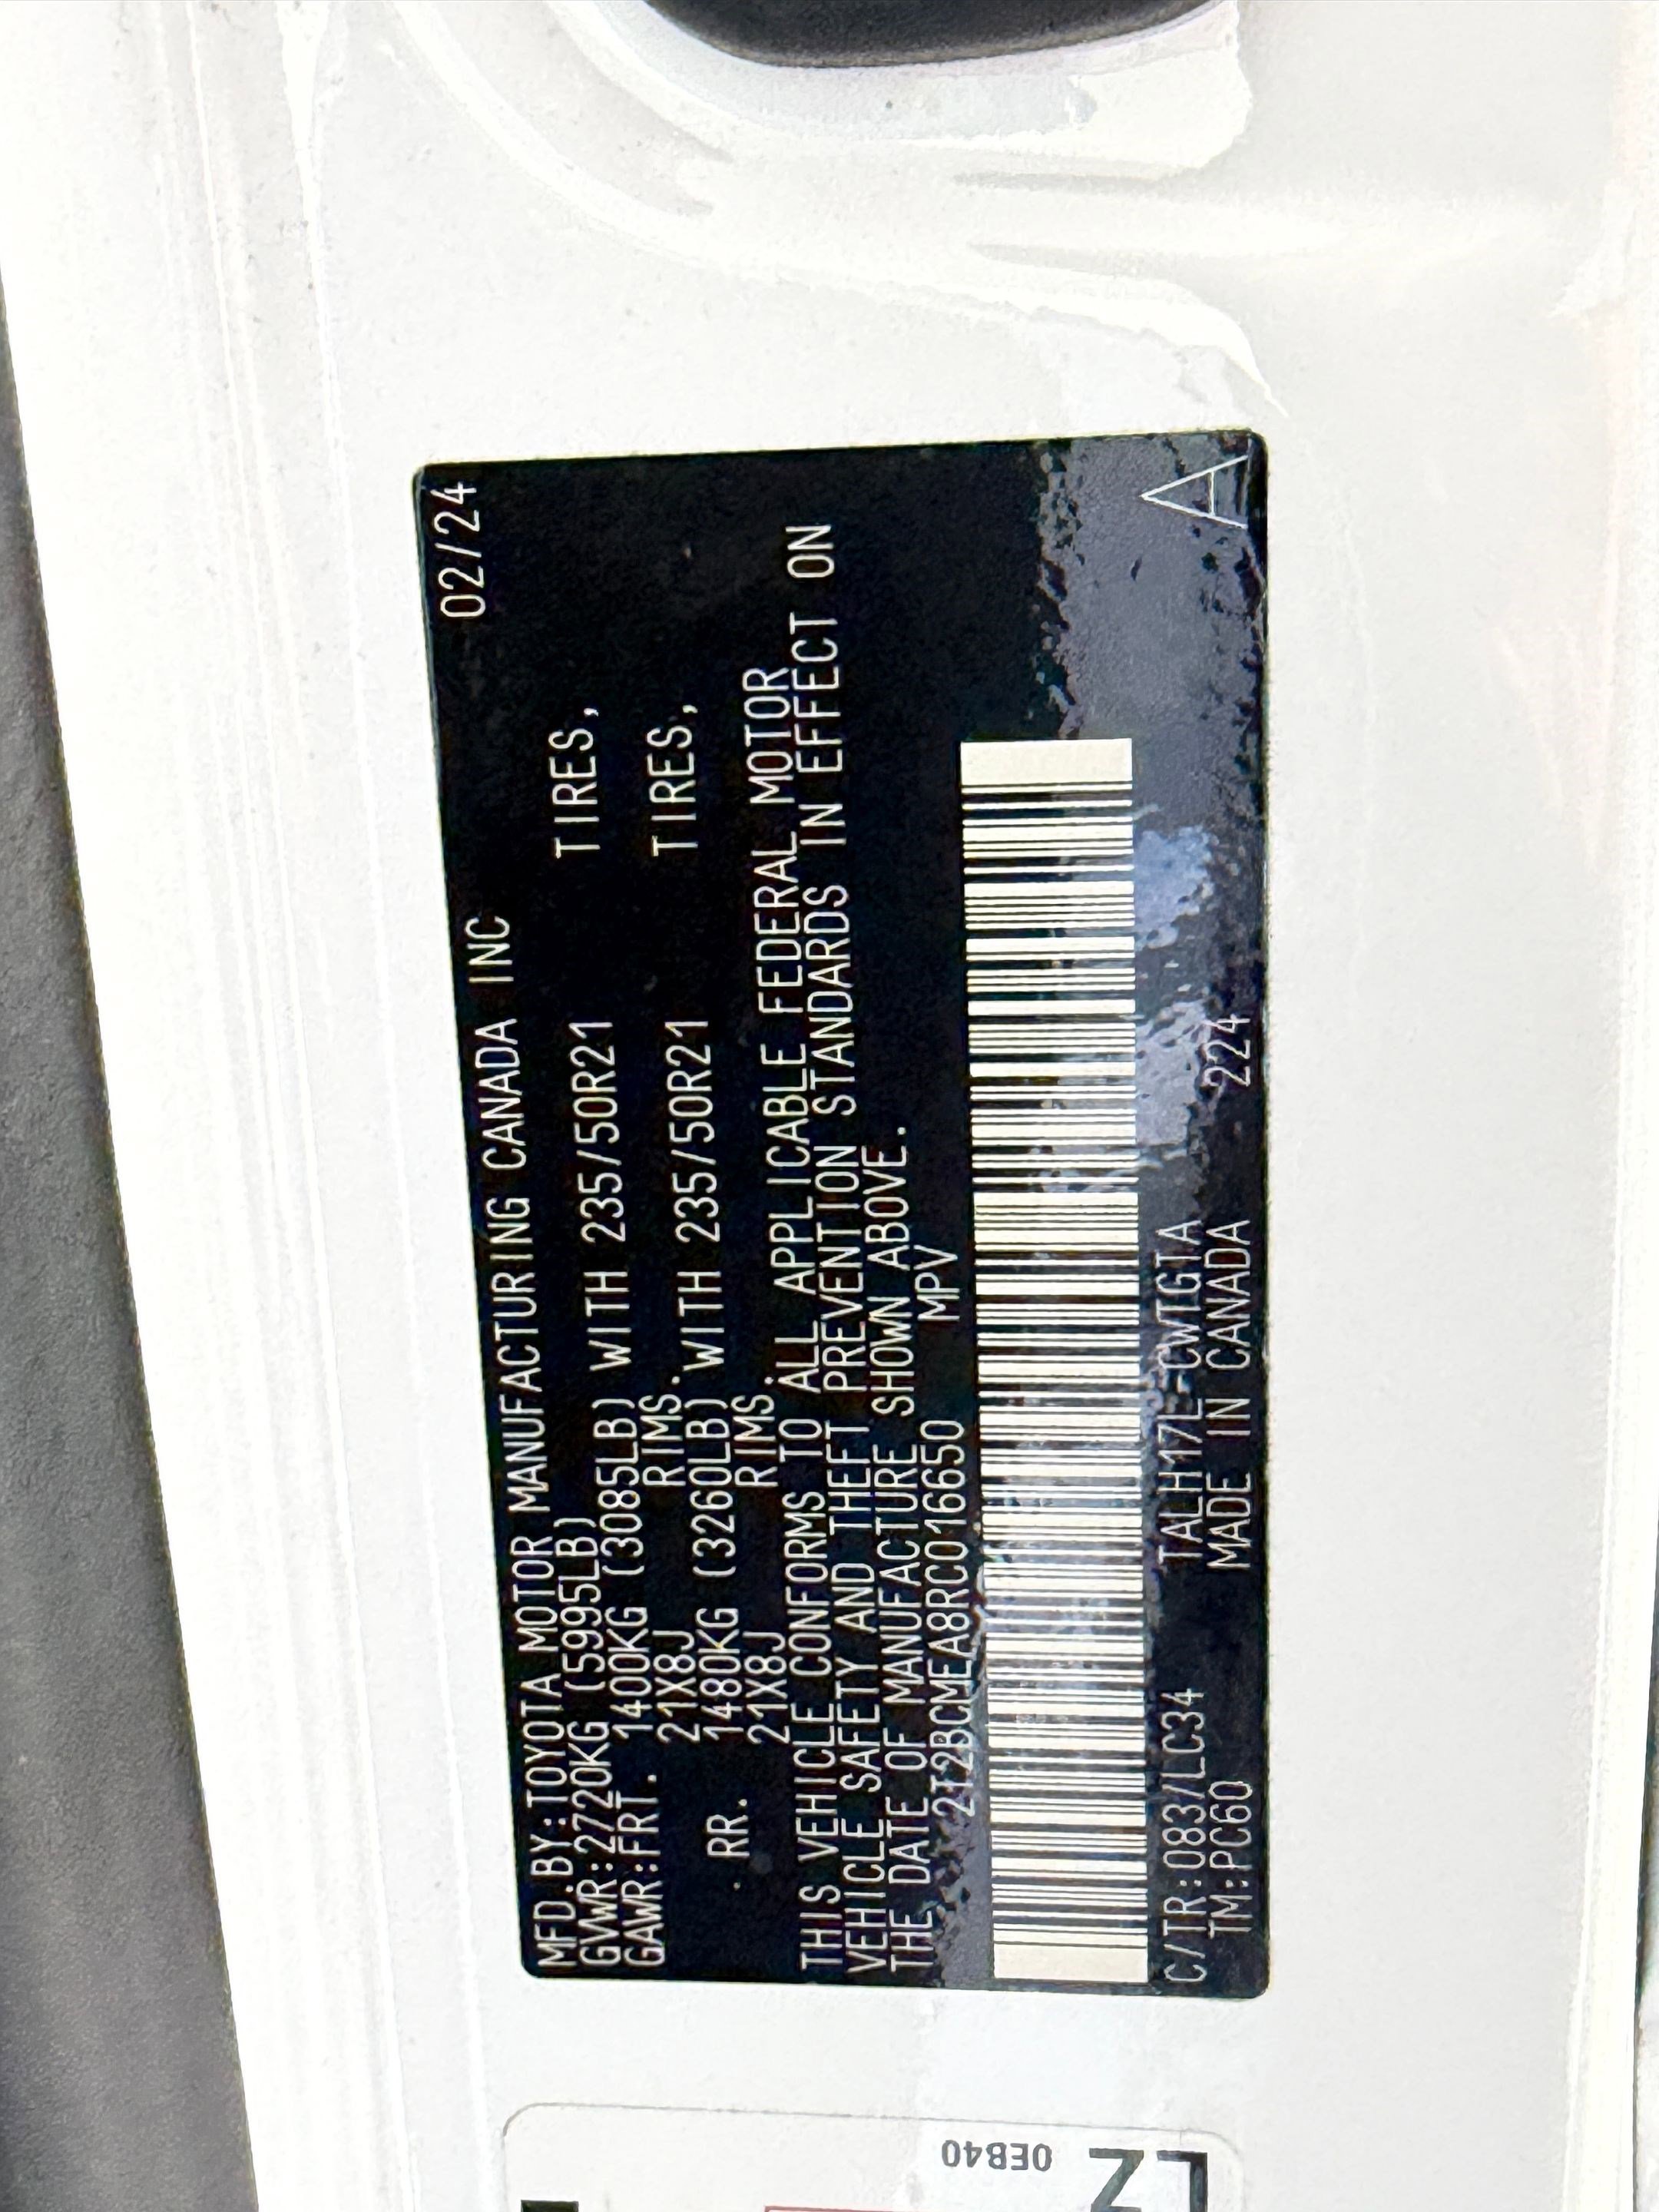 02/24
MFD.BY:TOYOTA MOTOR MANUFACTURING CANADA INC
GVWR:2720KG (5995LB)
GAWR:FRT. 1400KG (3085LB) WITH 235/50R21 TIRES,
21X8J RIMS.
RR. 1480KG (3260LB) WITH 235/50R21 TIRES,
21X8J RIMS.
THIS VEHICLE CONFORMS TO ALL APPLICABLE FEDERAL MOTOR
VEHICLE SAFETY AND THEFT PREVENTION STANDARDS IN EFFECT ON
THE DATE OF MANUFACTURE SHOWN ABOVE.
2T2BCMEA8RC016650 MPV
C/TR:083/LC34 TALH17L-CWTGTA
TM:PC60 MADE IN CANADA 224
A
0EB40